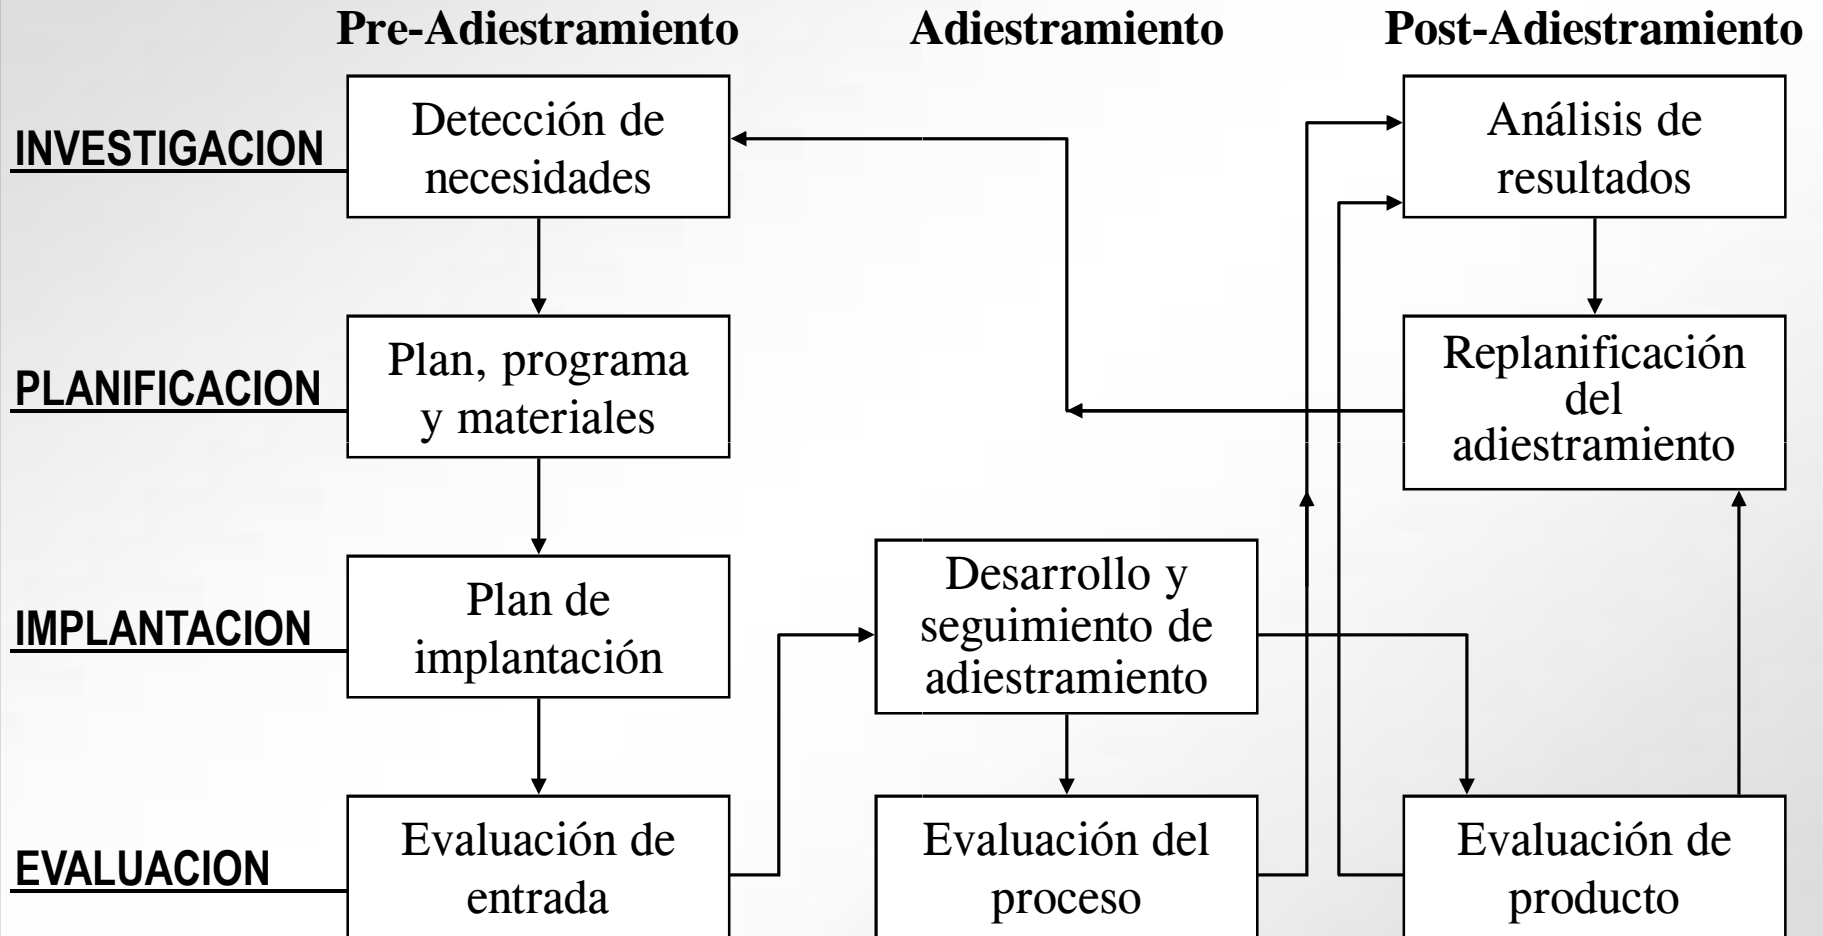 Pre-Adiestramiento
Adiestramiento
Post-Adiestramiento
INVESTIGACION
Detección de
necesidades
Análisis de
resultados
PLANIFICACION
Plan, programa
y materiales
Replanificación
del
adiestramiento
IMPLANTACION
Plan de
implantación
Desarrollo y
seguimiento de
adiestramiento
EVALUACION
Evaluación de
entrada
Evaluación del
proceso
Evaluación de
producto